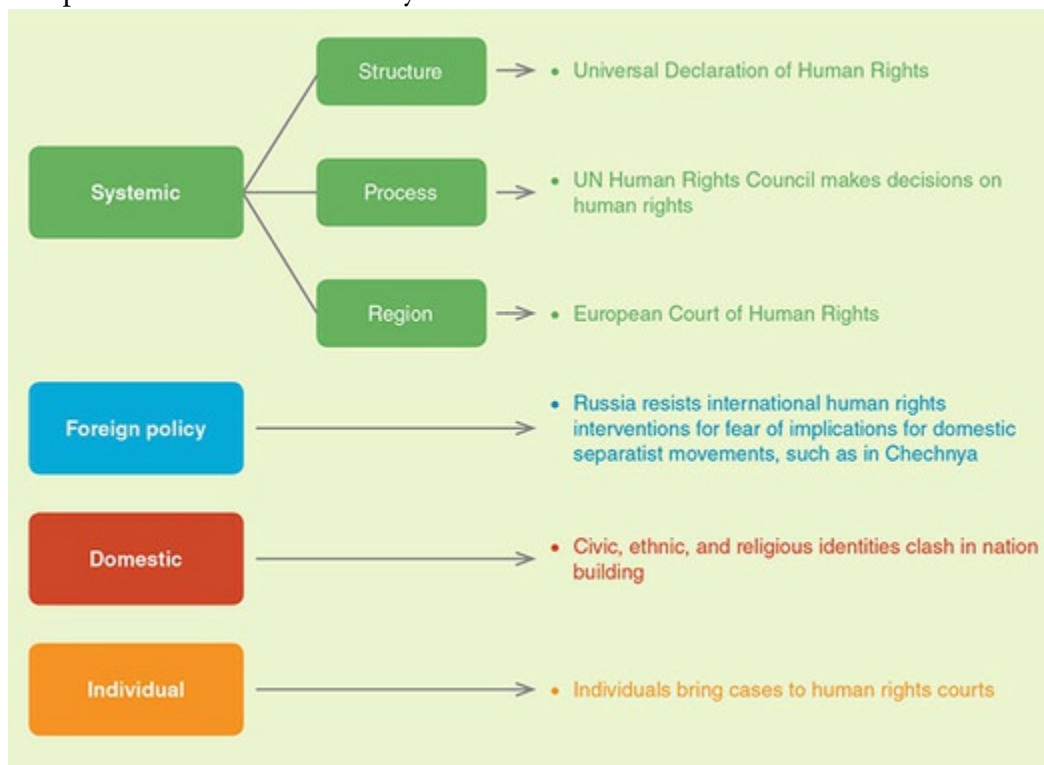 Structure
• Universal Declaration of Human Rights
Systemic
Process
• UN Human Rights Council makes decisions on
human rights
Region
• European Court of Human Rights
Foreign policy
• Russia resists international human rights
interventions for fear of implications for domestic
separatist movements, such as in Chechnya
Domestic
• Civic, ethnic, and religious identities clash in nation
building
Individual
• Individuals bring cases to human rights courts